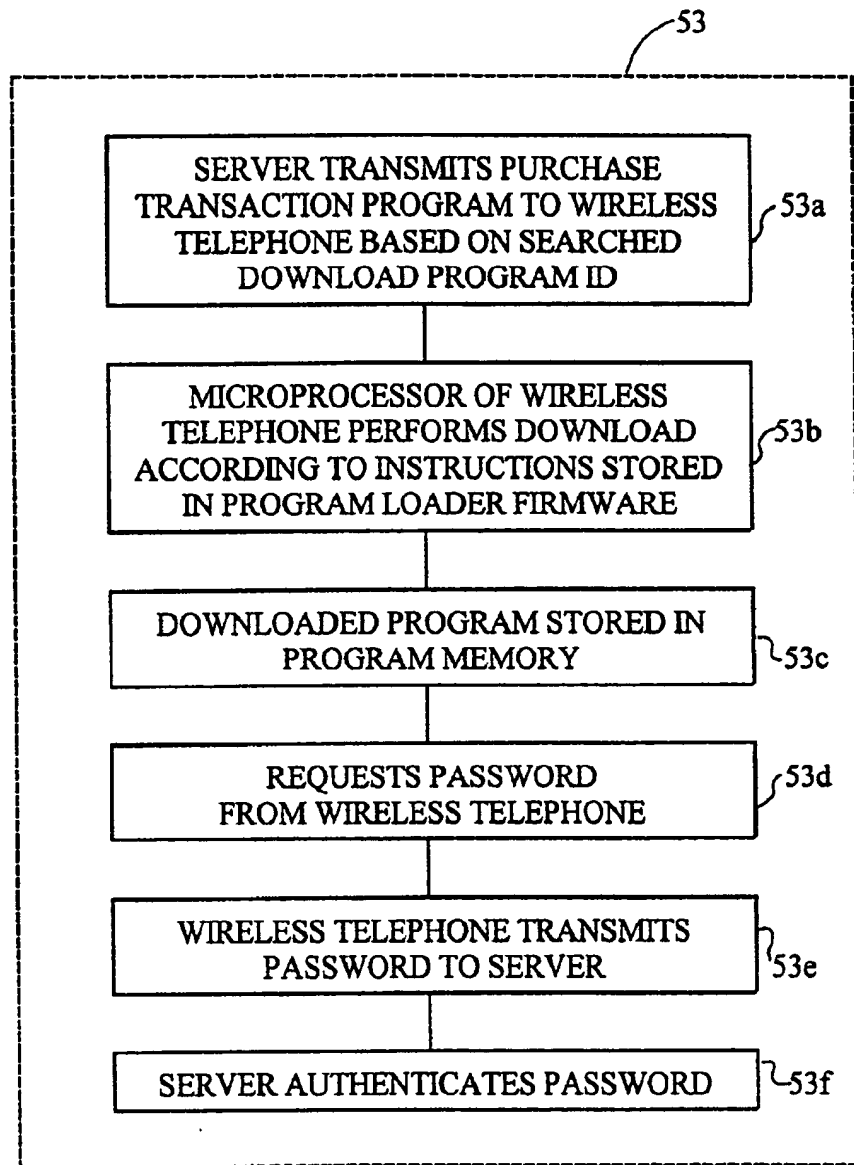 53
SERVER TRANSMITS PURCHASE
TRANSACTION PROGRAM TO WIRELESS
TELEPHONE BASED ON SEARCHED
DOWNLOAD PROGRAM ID
53a
MICROPROCESSOR OF WIRELESS
TELEPHONE PERFORMS DOWNLOAD
ACCORDING TO INSTRUCTIONS STORED
IN PROGRAM LOADER FIRMWARE
53b
DOWNLOADED PROGRAM STORED IN
PROGRAM MEMORY
53c
REQUESTS PASSWORD
FROM WIRELESS TELEPHONE
53d
WIRELESS TELEPHONE TRANSMITS
PASSWORD TO SERVER
53e
SERVER AUTHENTICATES PASSWORD
53f